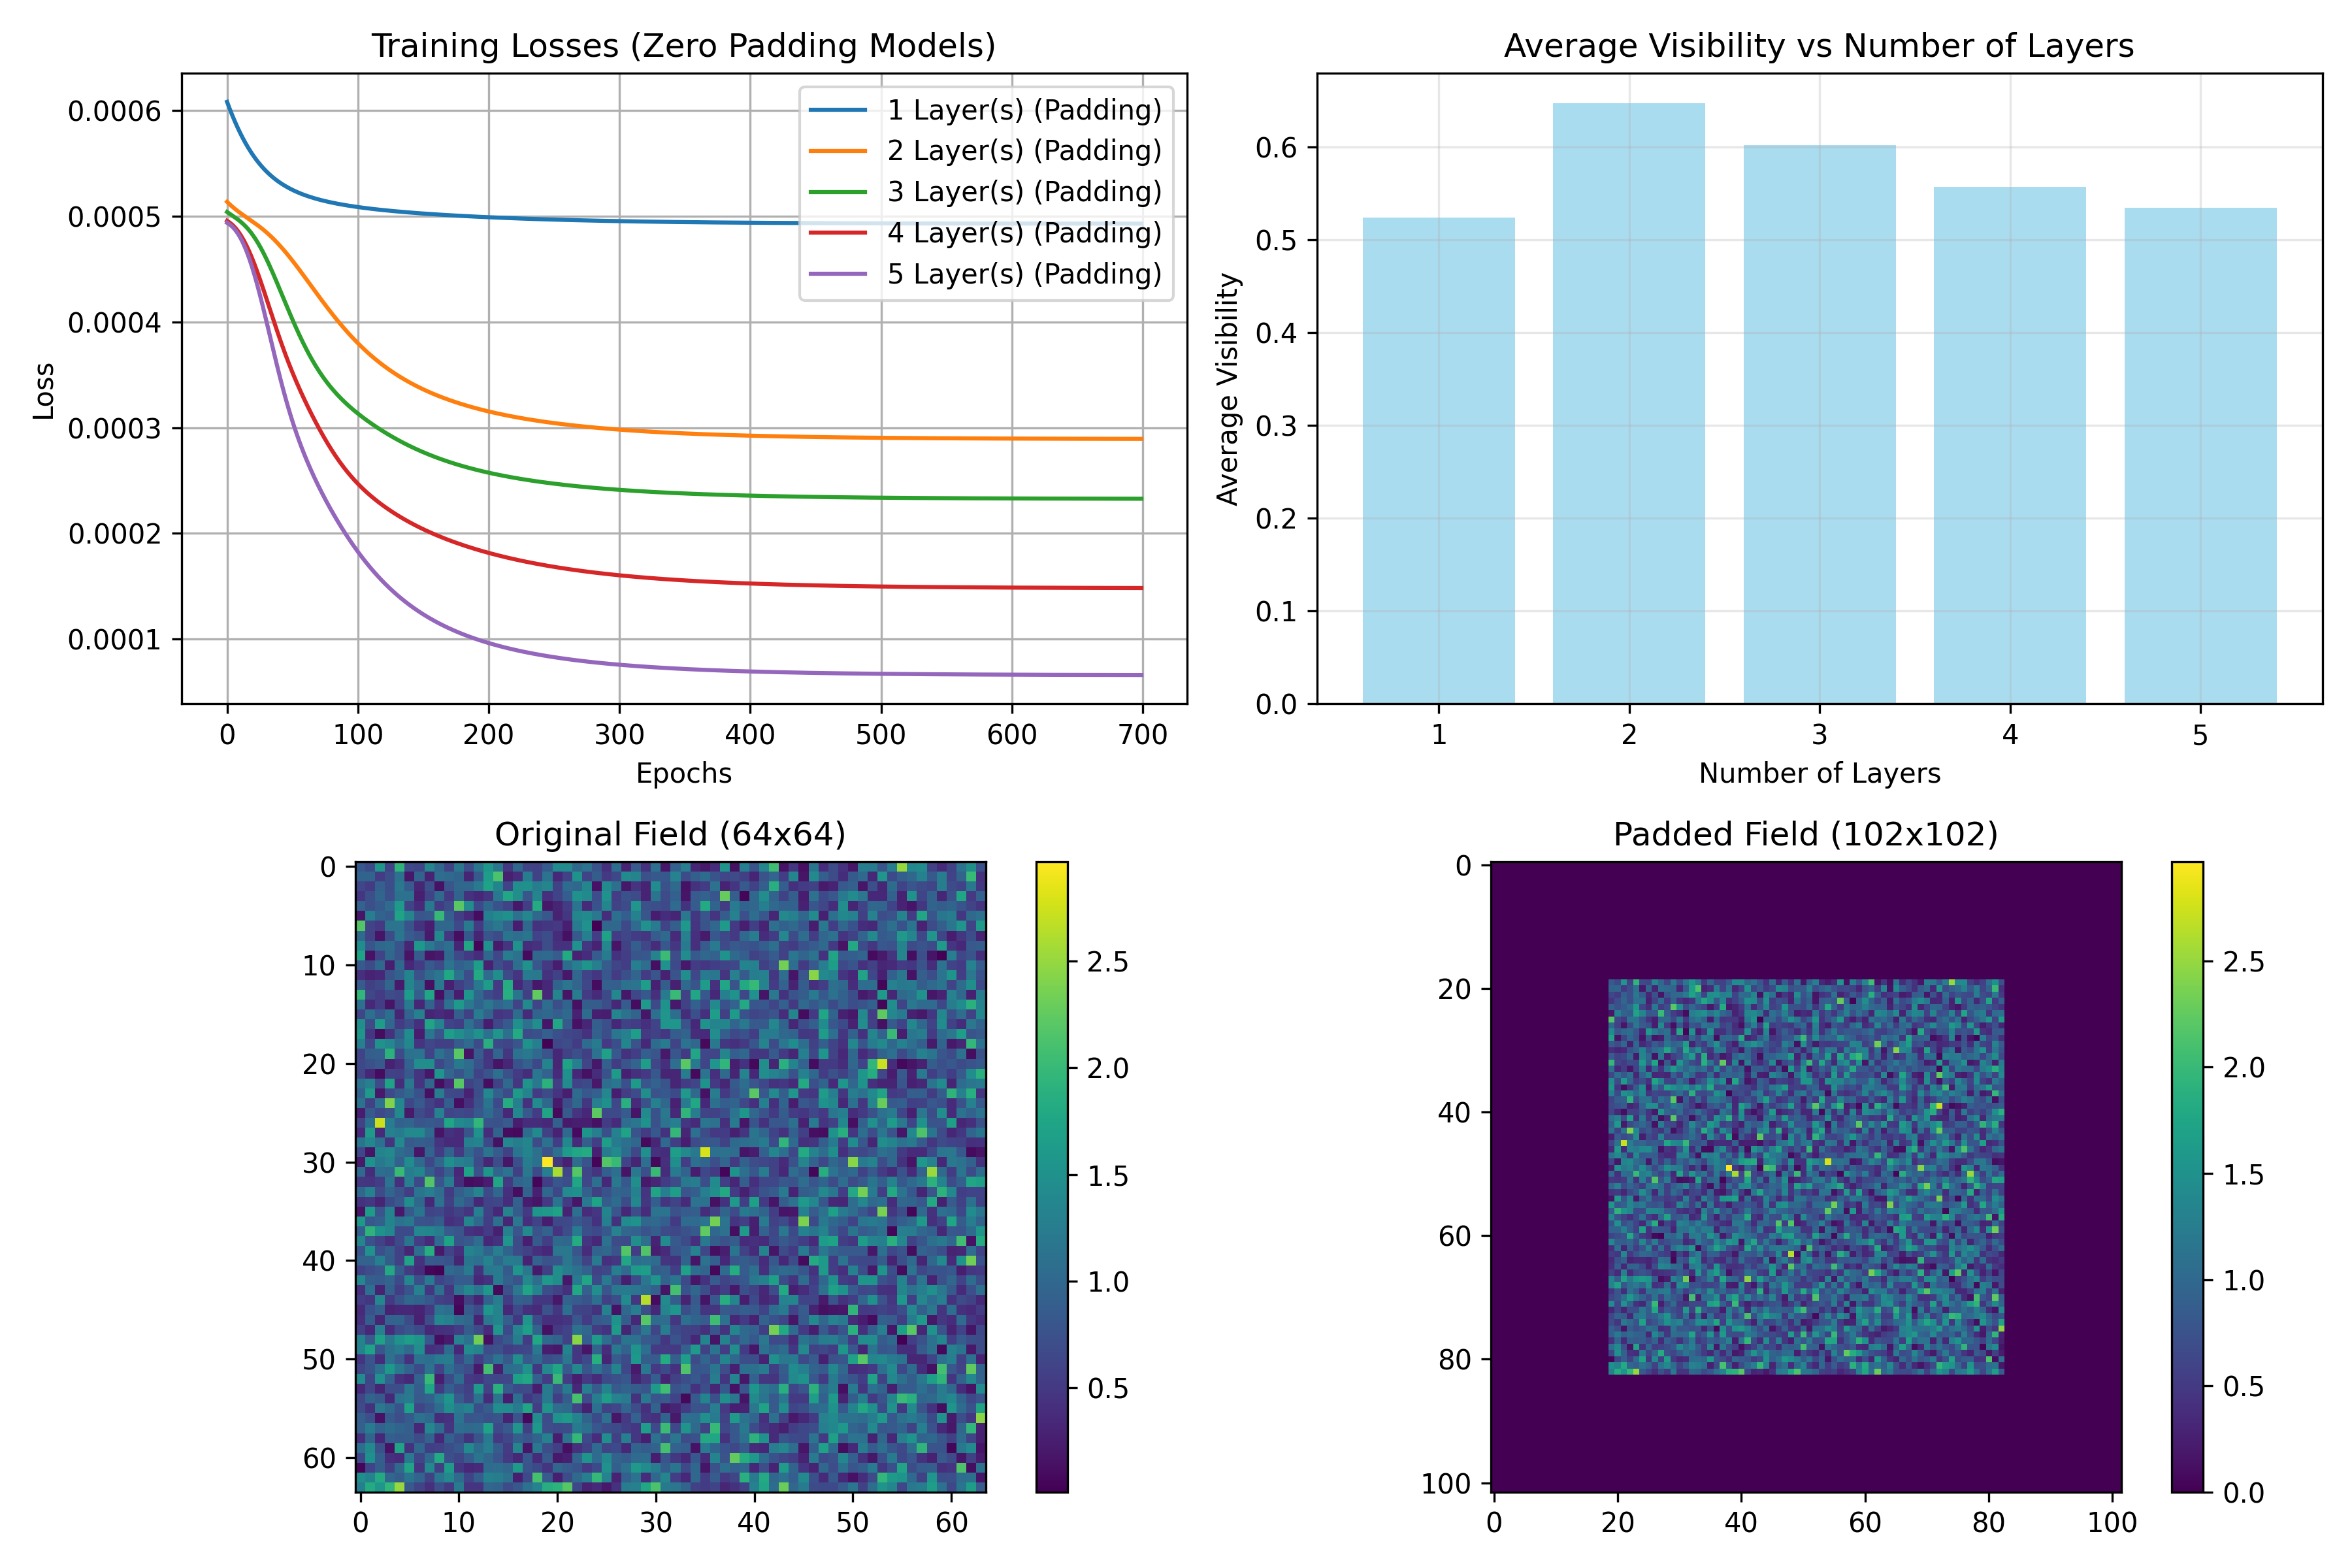 Training Losses (Zero Padding Models)
0.0006
0.0005
0.0004
0.0003
0.0002
0.0001
Loss
0 100 200 300 400 500 600 700
Epochs
1 Layer(s) (Padding)
2 Layer(s) (Padding)
3 Layer(s) (Padding)
4 Layer(s) (Padding)
5 Layer(s) (Padding)
Average Visibility vs Number of Layers
0.6
0.5
0.4
0.3
0.2
0.1
0.0
Average Visibility
1 2 3 4 5
Number of Layers
Original Field (64x64)
0
10
20
30
40
50
60
0 10 20 30 40 50 60
2.5
2.0
1.5
1.0
0.5
Padded Field (102x102)
0
20
40
60
80
100
0 20 40 60 80 100
2.5
2.0
1.5
1.0
0.5
0.0